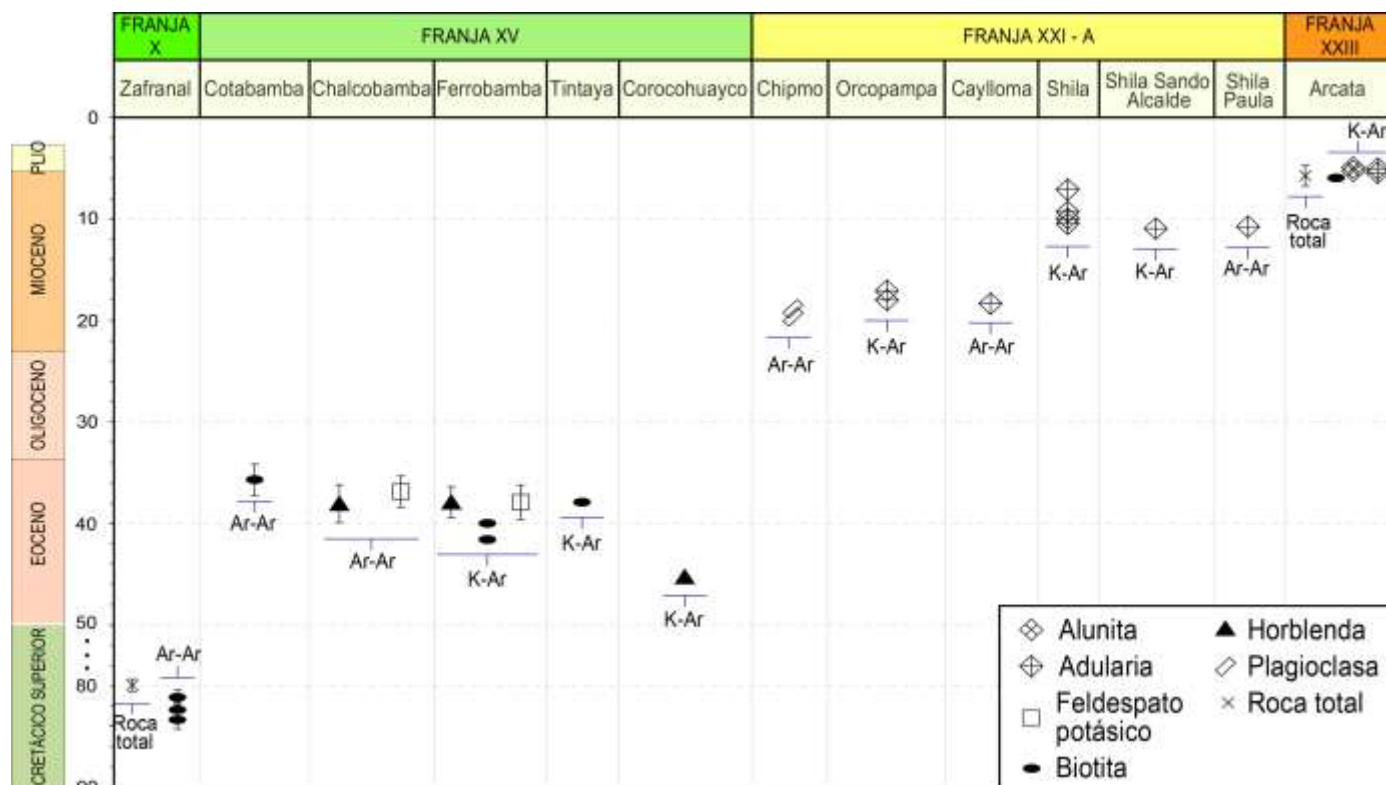 FRANJA
X
FRANJA XV
FRANJA XXI - A
FRANJA
XXIII
Zafranal
Cotabamba
Chalcobamba
Ferrobamba
Tintaya
Corocohuayco
Chipmo
Orcopampa
Caylloma
Shila
Shila Sando
Alcalde
Shila
Paula
Arcata
0
10
20
30
40
50
80
90
PLIO
MIOCENO
OLIGOCENO
EOCENO
CRETÁCICO SUPERIOR
Roca
total
Ar-Ar
Ar-Ar
Ar-Ar
K-Ar
K-Ar
K-Ar
Ar-Ar
K-Ar
Ar-Ar
K-Ar
K-Ar
Ar-Ar
Roca
total
K-Ar
Alunita
Adularia
Feldespato
potásico
Biotita
Horblenda
Plagioclasa
Roca total